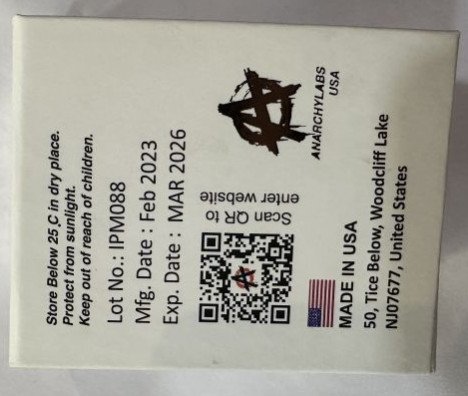 Store Below 25°C in dry place.
Protect from sunlight.
Keep out of reach of children.
Lot No.: IPM088
Mfg. Date : Feb 2023
Exp. Date : MAR 2026
Scan QR to
enter website
ANARCHYLABS
USA
MADE IN USA
50, Tice Below, Woodcliff Lake
NJ07677, United States